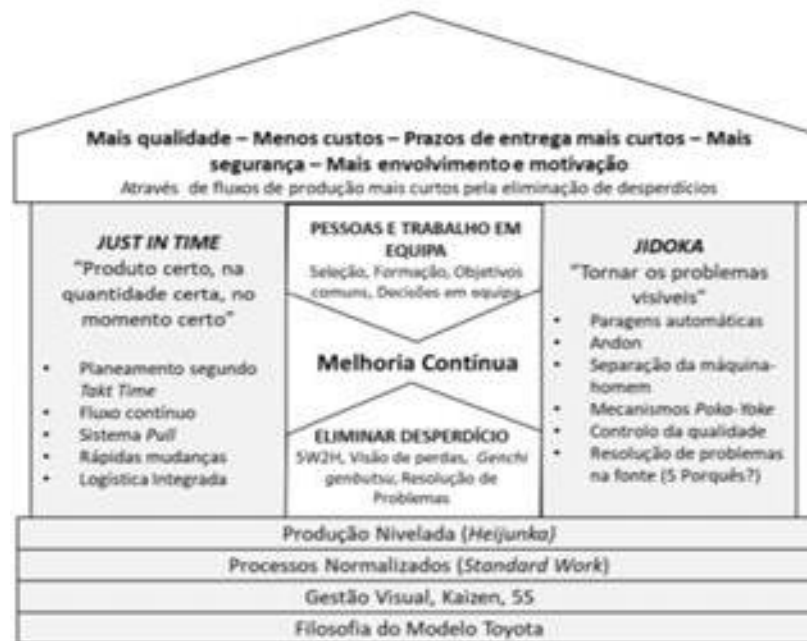 Mais qualidade – Menos custos – Prazos de entrega mais curtos – Mais
segurança – Mais envolvimento e motivação
Através de fluxos de produção mais curtos pela eliminação de desperdícios
JUST IN TIME
"Produto certo, na
quantidade certa, no
momento certo"
• Planeamento segundo
Takt Time
• Fluxo contínuo
• Sistema Pull
• Rápidas mudanças
• Logística Integrada
PESSOAS E TRABALHO EM
EQUIPA
Seleção, Formação, Objetivos
comuns, Decisões em equipa
Melhoria Contínua
ELIMINAR DESPERDÍCIO
5W2H, Visão de perdas, Genchi
genbutsu, Resolução de
Problemas
JIDOKA
"Tornar os problemas
visíveis"
• Paragens automáticas
• Andon
• Separação da máquina-
homem
• Mecanismos Poka-Yoke
• Controlo da qualidade
• Resolução de problemas
na fonte (5 Porquês?)
Produção Nivelada (Heijunka)
Processos Normalizados (Standard Work)
Gestão Visual, Kaizen, 5S
Filosofia do Modelo Toyota